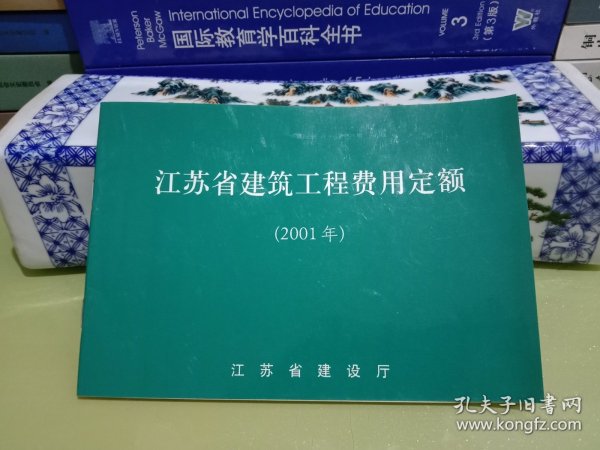 Peterson
Baker
McGaw
International Encyclopedia of Education
国际教育学百科全书
VOLUME
3
3rd Edition
(第3版)
江苏省建筑工程费用定额
(2001年)
江苏省建设厅
孔夫子旧书网
www.kongfz.com